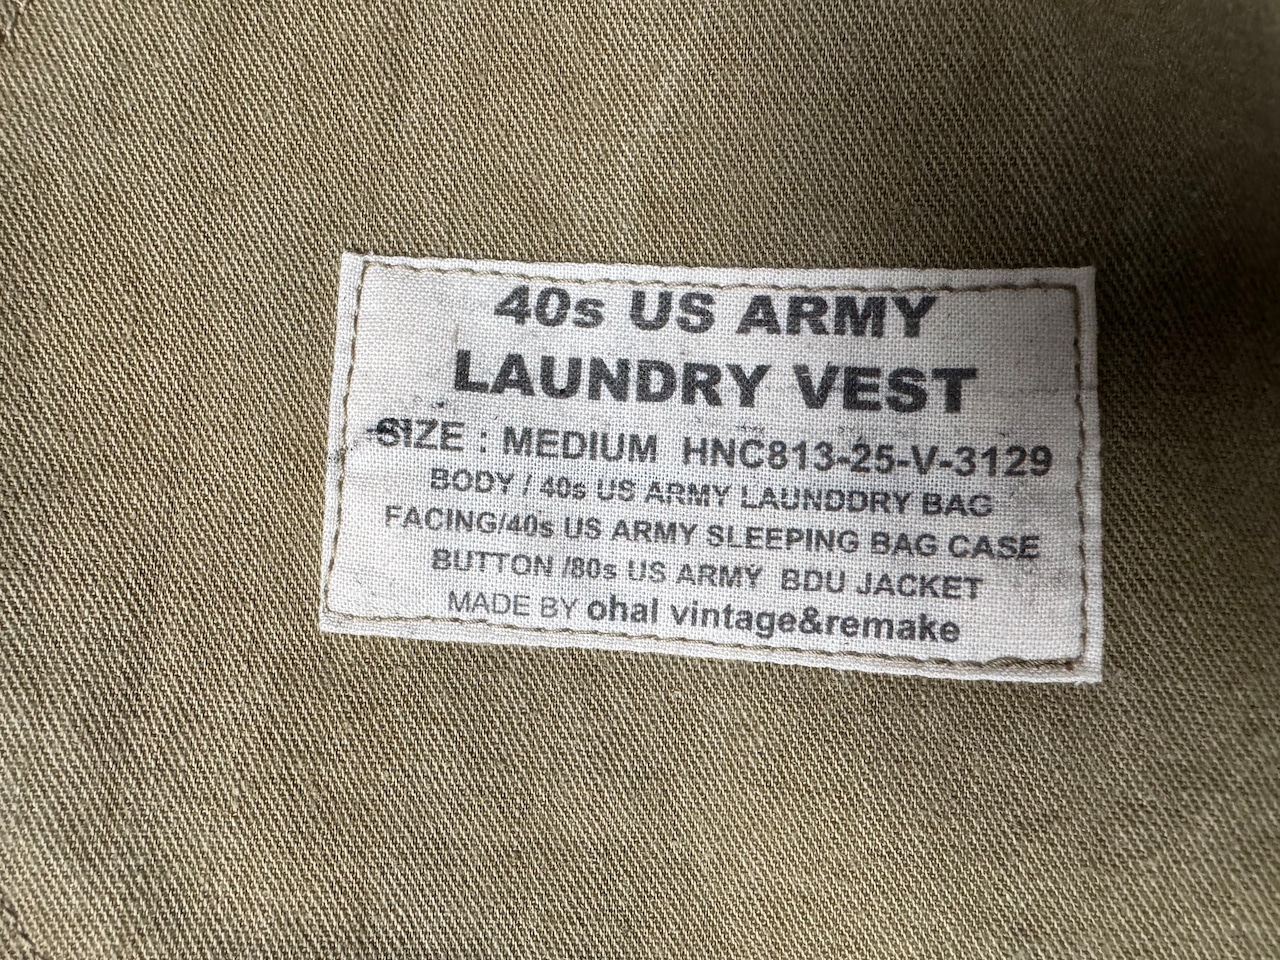 40s US ARMY
LAUNDRY VEST
SIZE : MEDIUM HNC813-25-V-3129
BODY / 40s US ARMY LAUNDDRY BAG
FACING/40s US ARMY SLEEPING BAG CASE
BUTTON /80s US ARMY BDU JACKET
MADE BY ohal vintage&remake